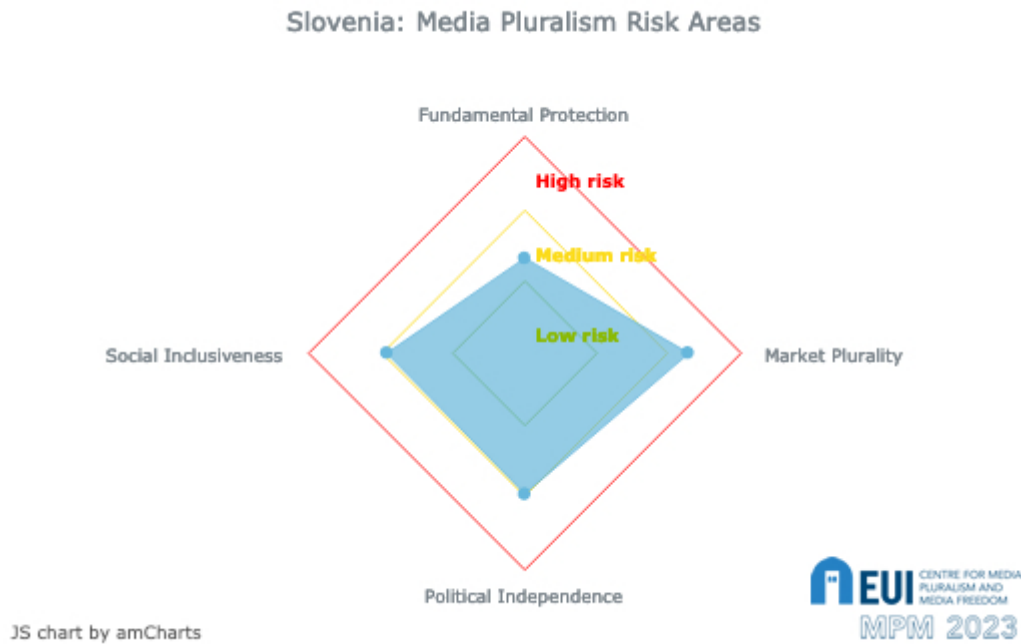 Slovenia: Media Pluralism Risk Areas
Fundamental Protection
High risk
Medium risk
Low risk
Social Inclusiveness
Market Plurality
Political Independence
EUI
CENTRE FOR MEDIA
PLURALISM AND
MEDIA FREEDOM
MPM 2023
JS chart by amCharts